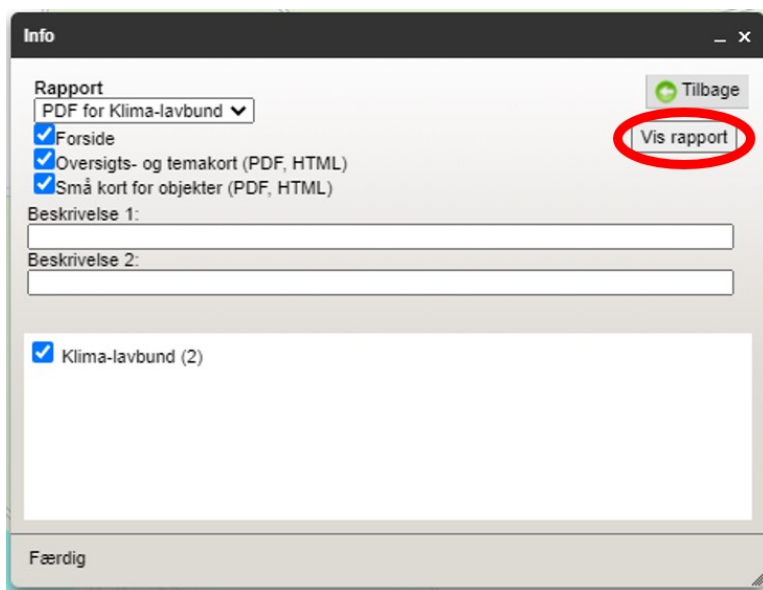 Info
Rapport
Tilbage
PDF for Klima-lavbund
Vis rapport
Forside
Oversigts- og temakort (PDF, HTML)
Små kort for objekter (PDF, HTML)
Beskrivelse 1:
Beskrivelse 2:
Klima-lavbund (2)
Færdig